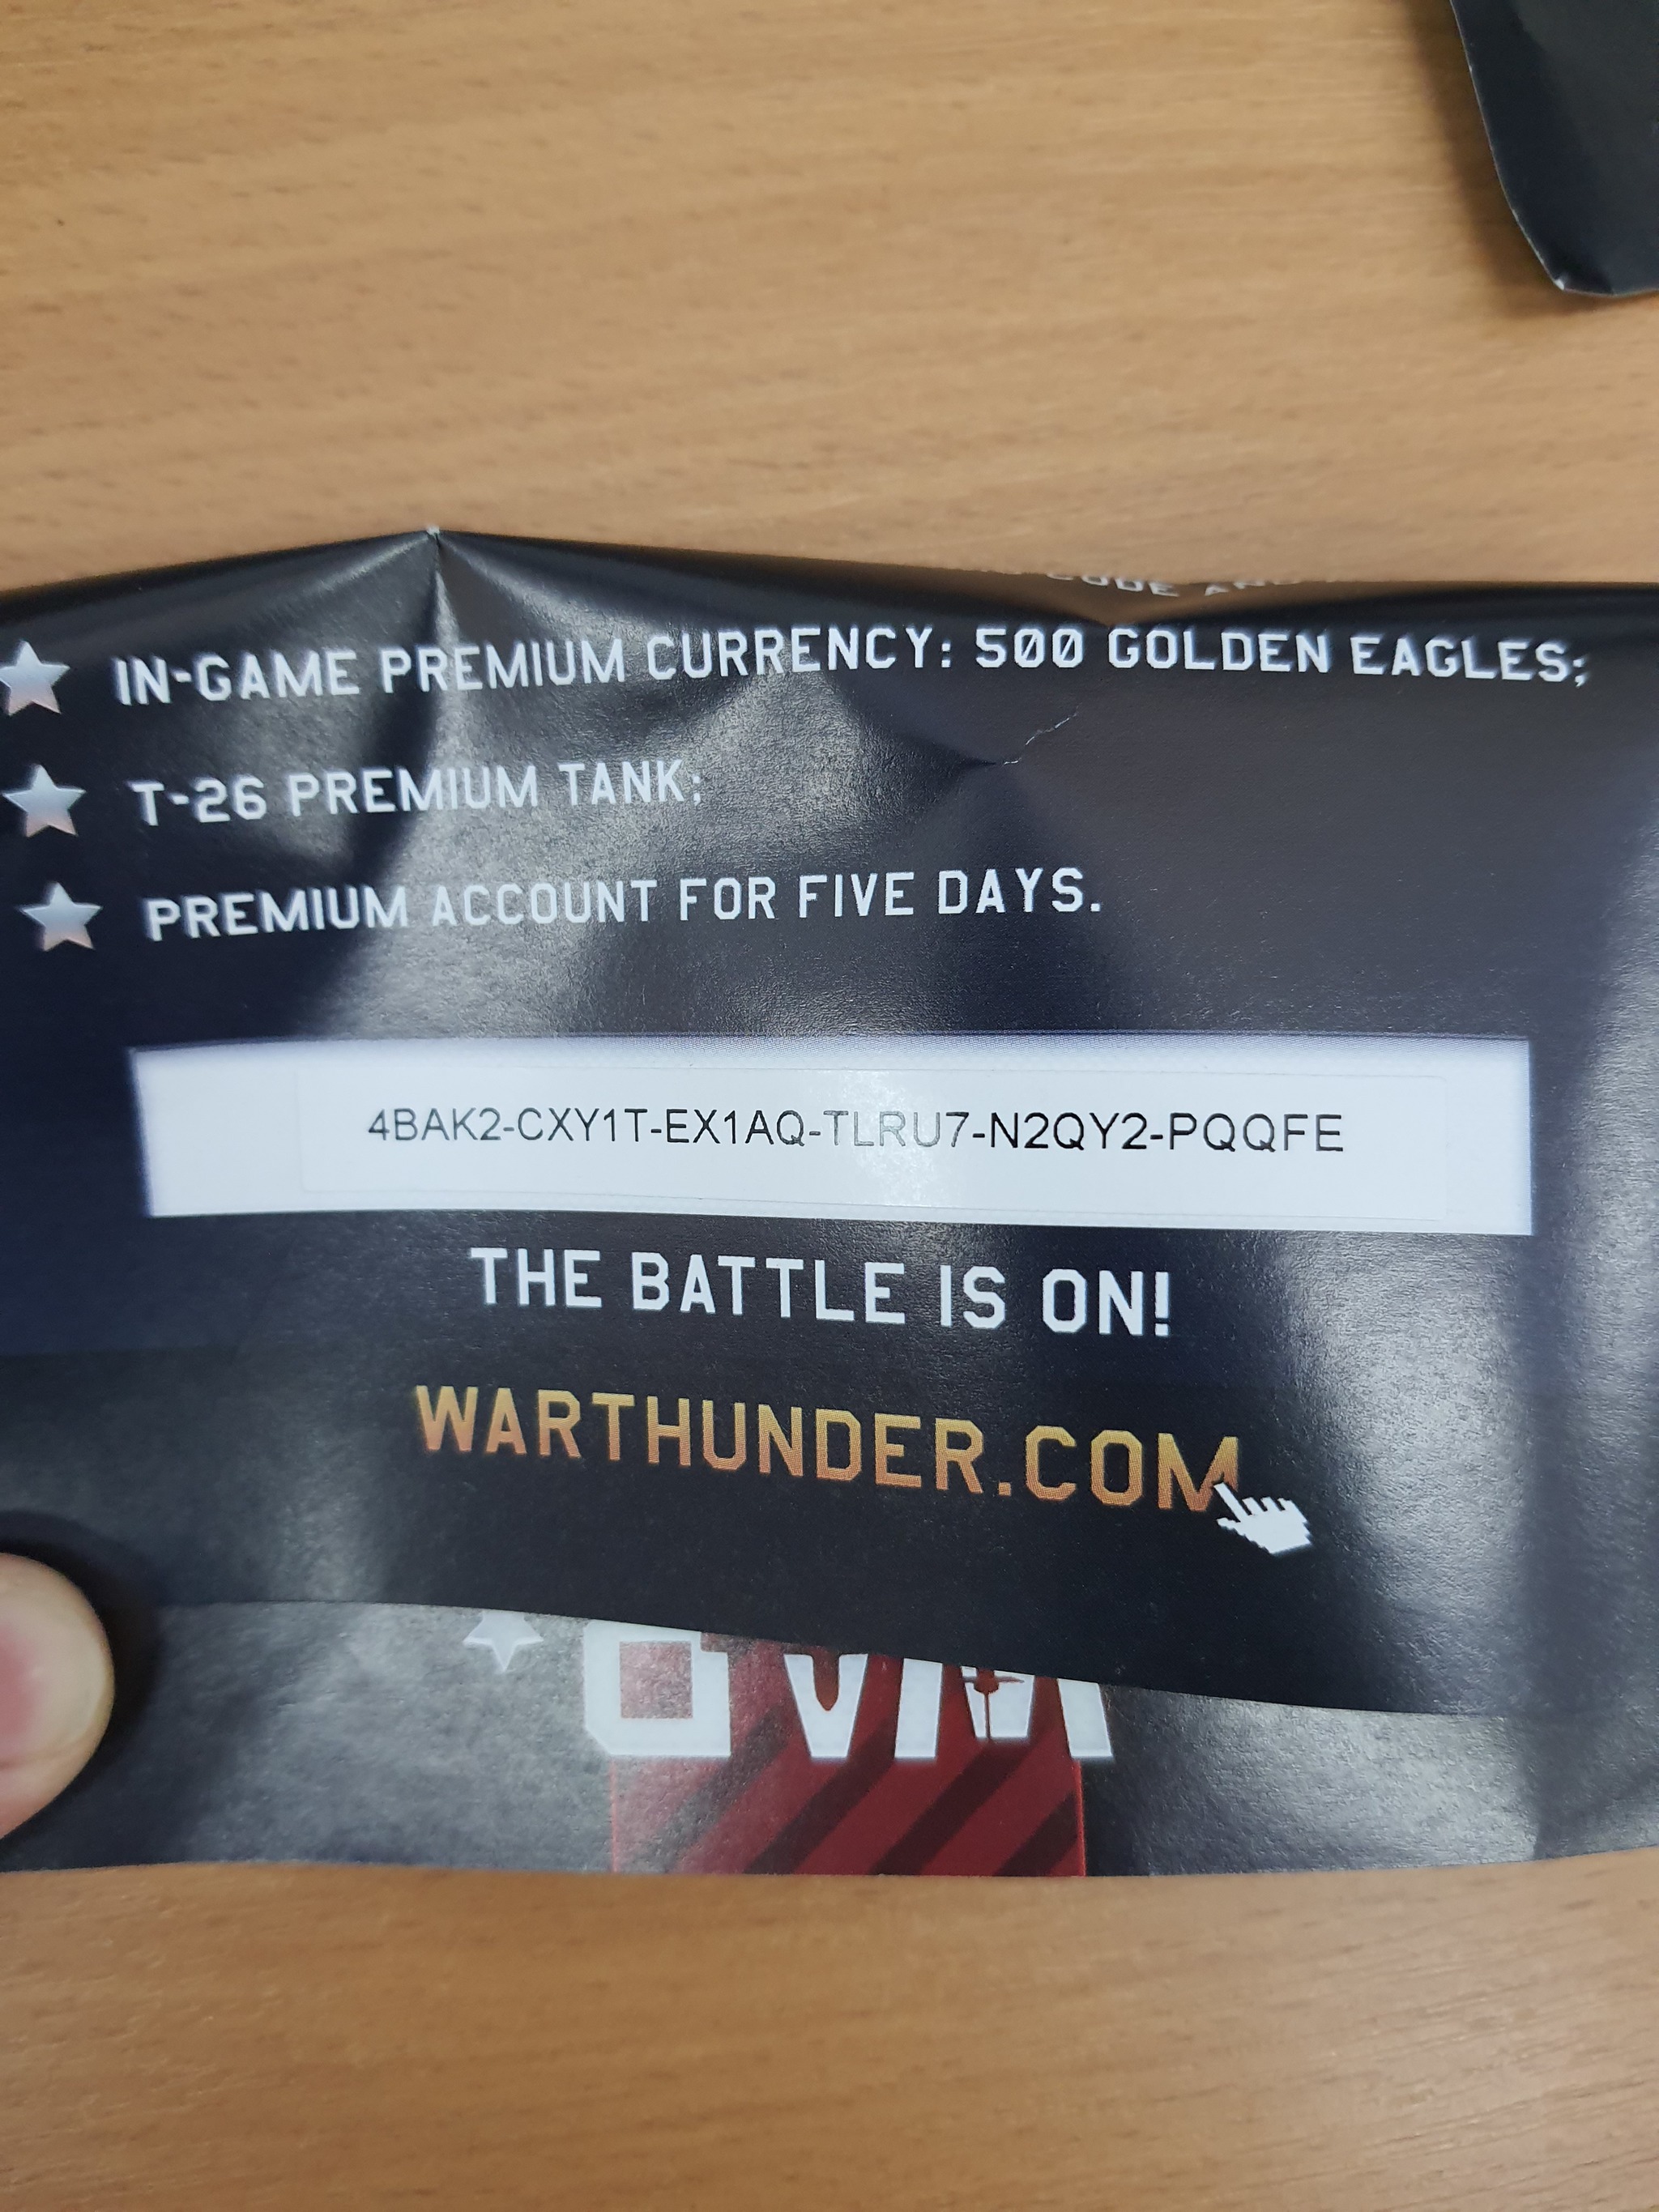 CODE
IN-GAME PREMIUM CURRENCY: 500 GOLDEN EAGLES;
T-26 PREMIUM TANK;
PREMIUM ACCOUNT FOR FIVE DAYS.
4BAK2-CXY1T-EX1AQ-TLRU7-N2QY2-PQQFE
THE BATTLE IS ON!
WARTHUNDER.COM